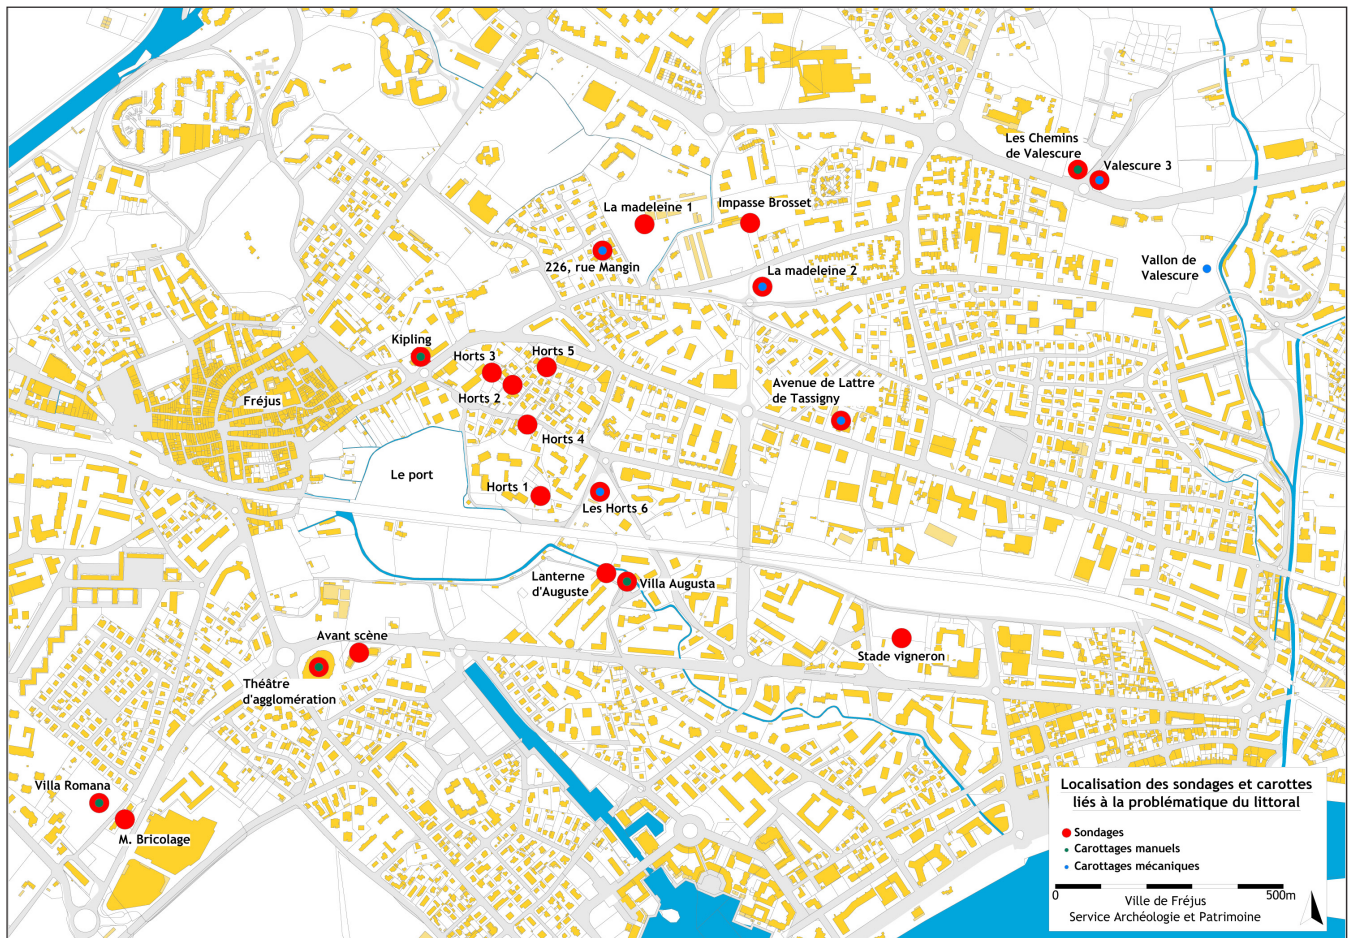 Les Chemins
de Valescure
Valescure 3
La madeleine 1
Impasse Brosset
226, rue Mangin
La madeleine 2
Vallon de
Valescure
Kipling
Horts 3
Horts 5
Horts 2
Avenue de Lattre
de Tassigny
Fréjus
Horts 4
Le port
Horts 1
Les Horts 6
Lanterne
d'Auguste
Villa Augusta
Avant scène
Stade vigneron
Théâtre
d'agglomération
Villa Romana
M. Bricolage
Localisation des sondages et carottes
liés à la problématique du littoral
Sondages
Carottages manuels
Carottages mécaniques
0 500m
Ville de Fréjus
Service Archéologie et Patrimoine